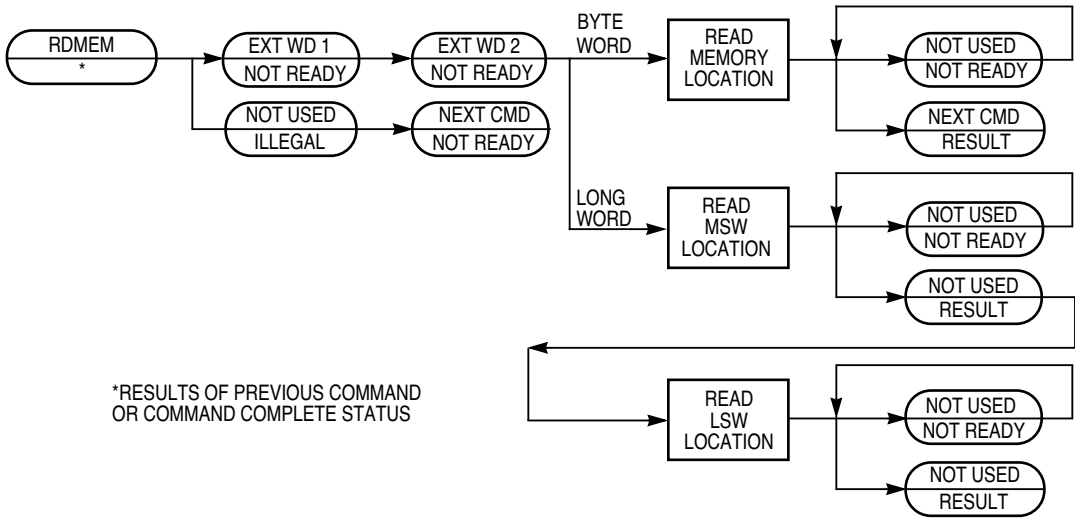 RDMEM
*
EXT WD 1
NOT READY
EXT WD 2
NOT READY
NOT USED
ILLEGAL
NEXT CMD
NOT READY
BYTE
WORD
READ
MEMORY
LOCATION
NOT USED
NOT READY
NEXT CMD
RESULT
LONG
WORD
READ
MSW
LOCATION
NOT USED
NOT READY
NOT USED
RESULT
*RESULTS OF PREVIOUS COMMAND
OR COMMAND COMPLETE STATUS
READ
LSW
LOCATION
NOT USED
NOT READY
NOT USED
RESULT